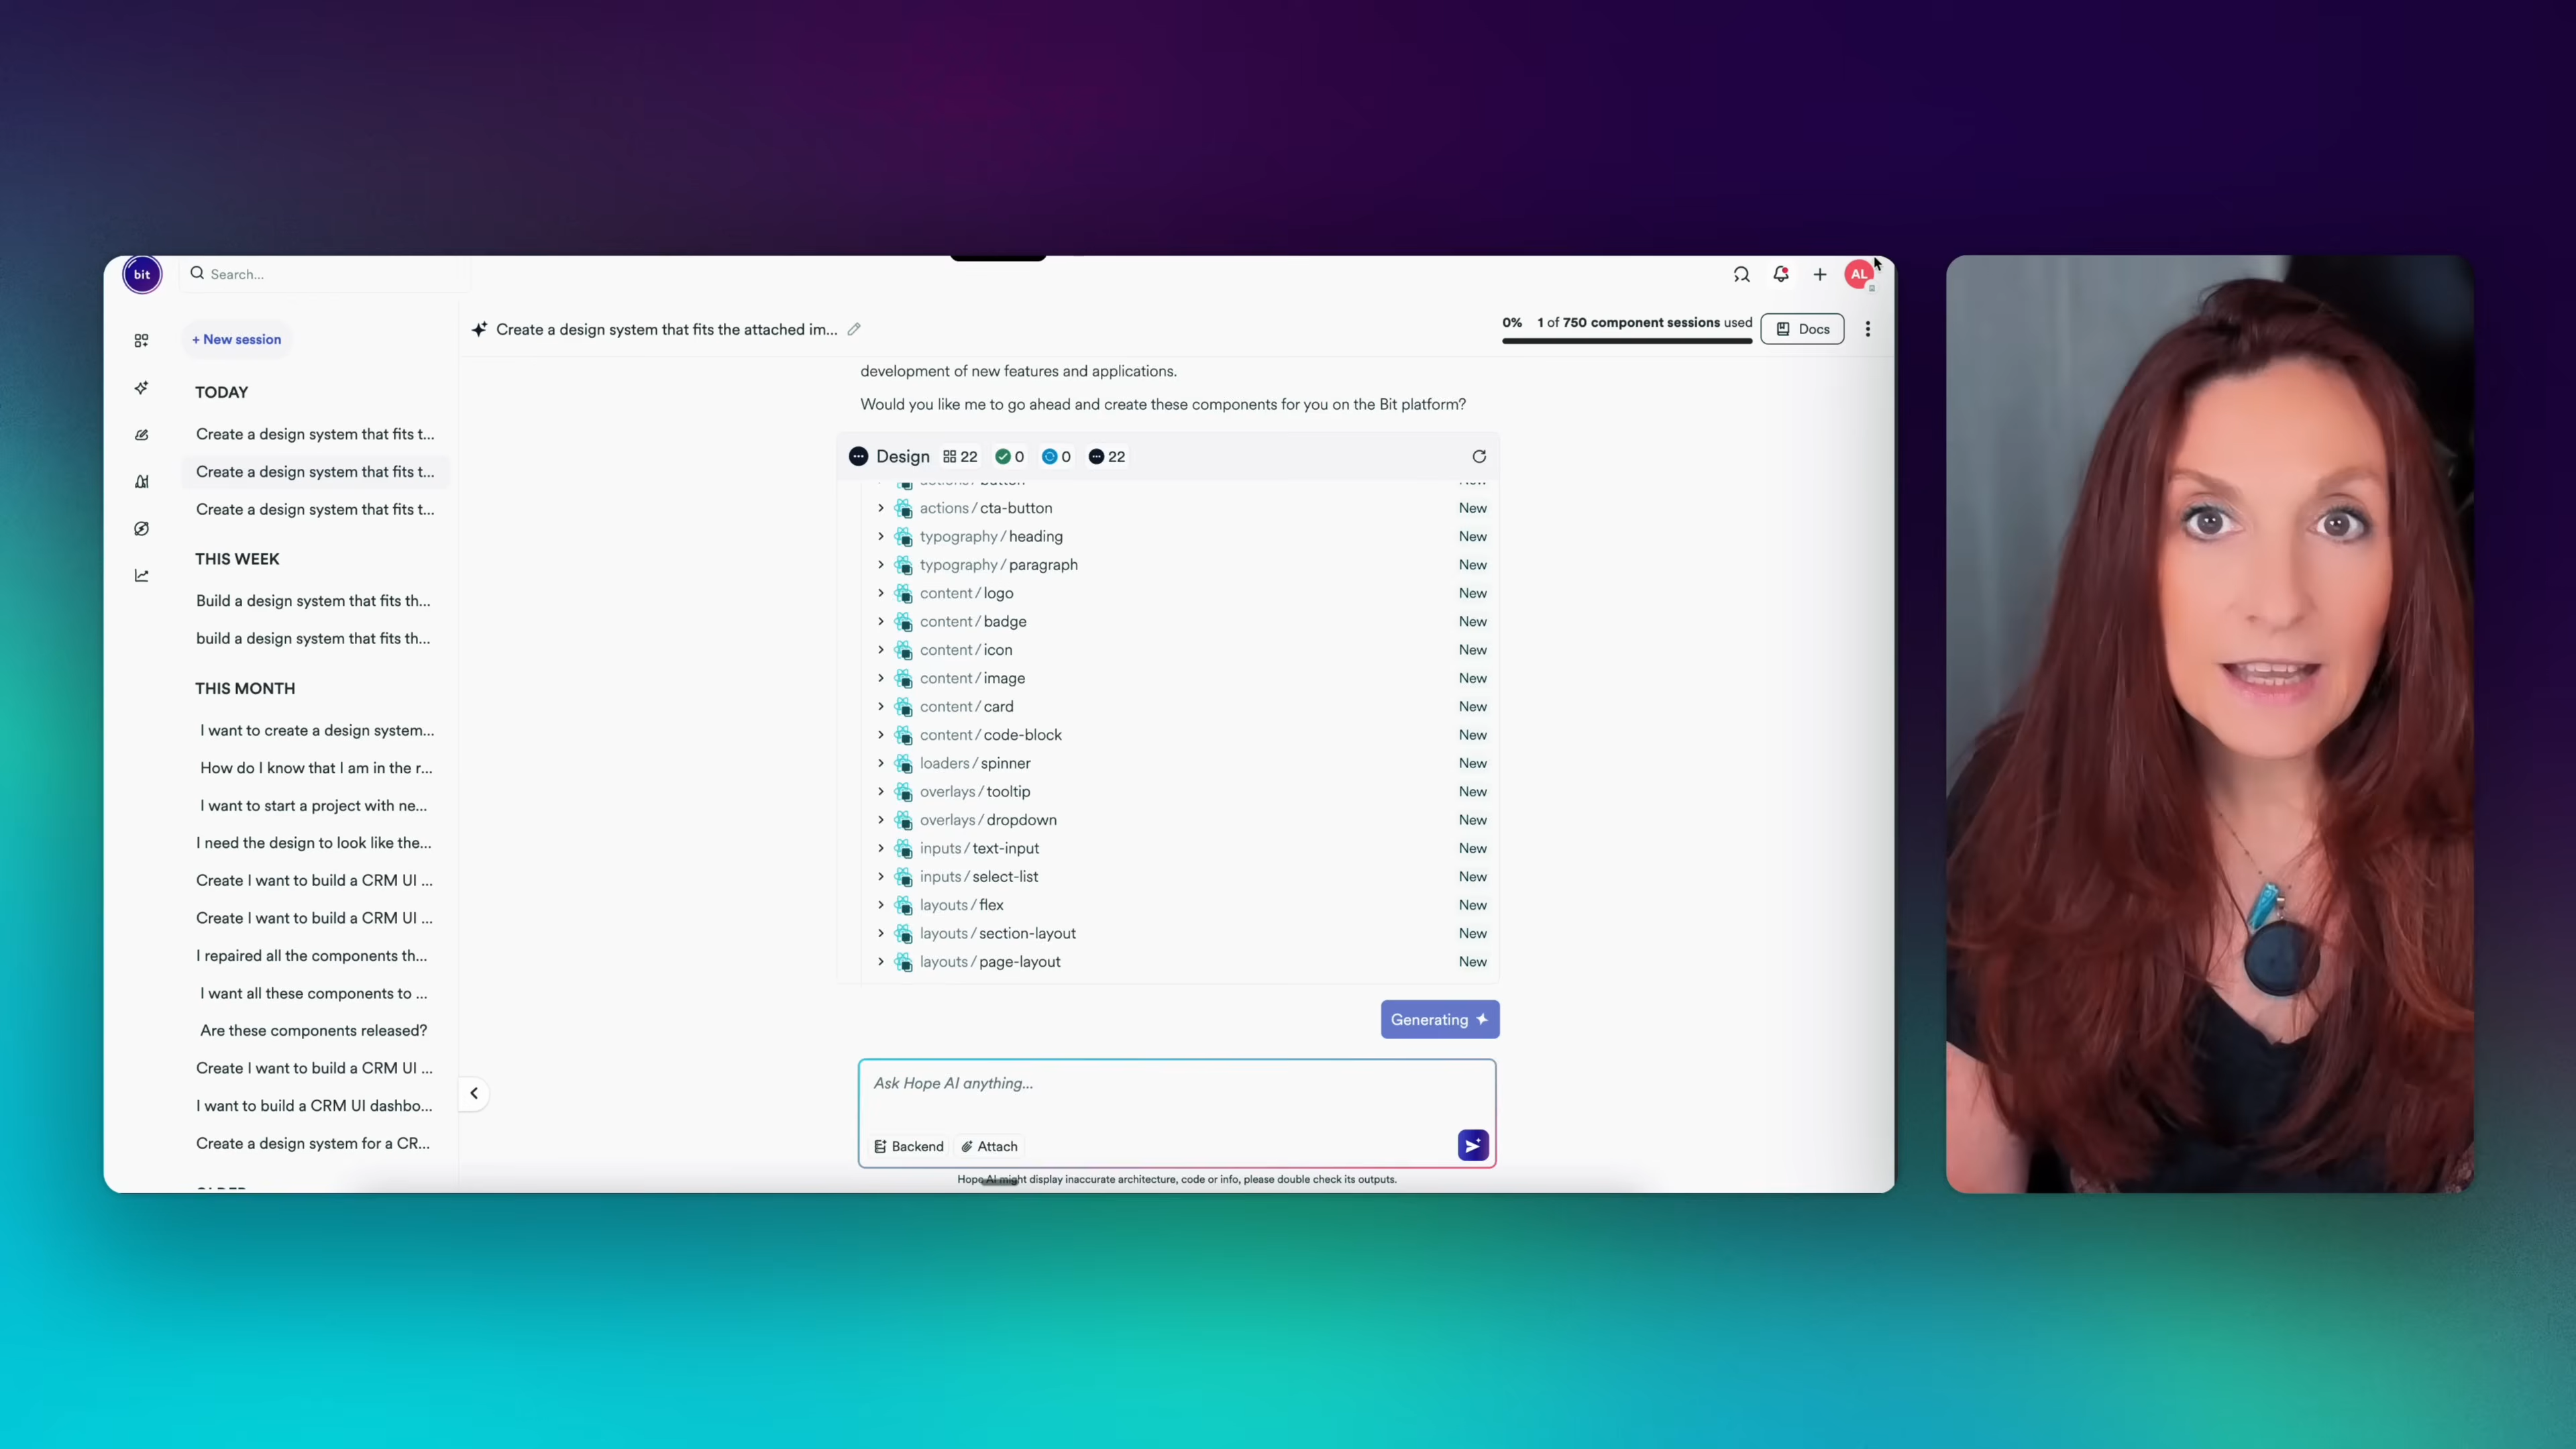 bit
Search...
AL
+ New session
Create a design system that fits the attached im...
0% 1 of 750 component sessions used
Docs
TODAY
Create a design system that fits t...
Create a design system that fits t...
Create a design system that fits t...
THIS WEEK
Build a design system that fits th...
build a design system that fits th...
THIS MONTH
I want to create a design system...
How do I know that I am in the r...
I want to start a project with ne...
I need the design to look like the...
Create I want to build a CRM UI ...
Create I want to build a CRM UI ...
I repaired all the components th...
I want all these components to ...
Are these components released?
Create I want to build a CRM UI ...
I want to build a CRM UI dashbo...
Create a design system for a CR...
development of new features and applications.
Would you like me to go ahead and create these components for you on the Bit platform?
Design 22 0 0 22
actions/cta-button New
typography/heading New
typography/paragraph New
content/logo New
content/badge New
content/icon New
content/image New
content/card New
content/code-block New
loaders/spinner New
overlays/tooltip New
overlays/dropdown New
inputs/text-input New
inputs/select-list New
layouts/flex New
layouts/section-layout New
layouts/page-layout New
Generating
Ask Hope AI anything...
Backend Attach
Hope AI might display inaccurate architecture, code or info, please double check its outputs.